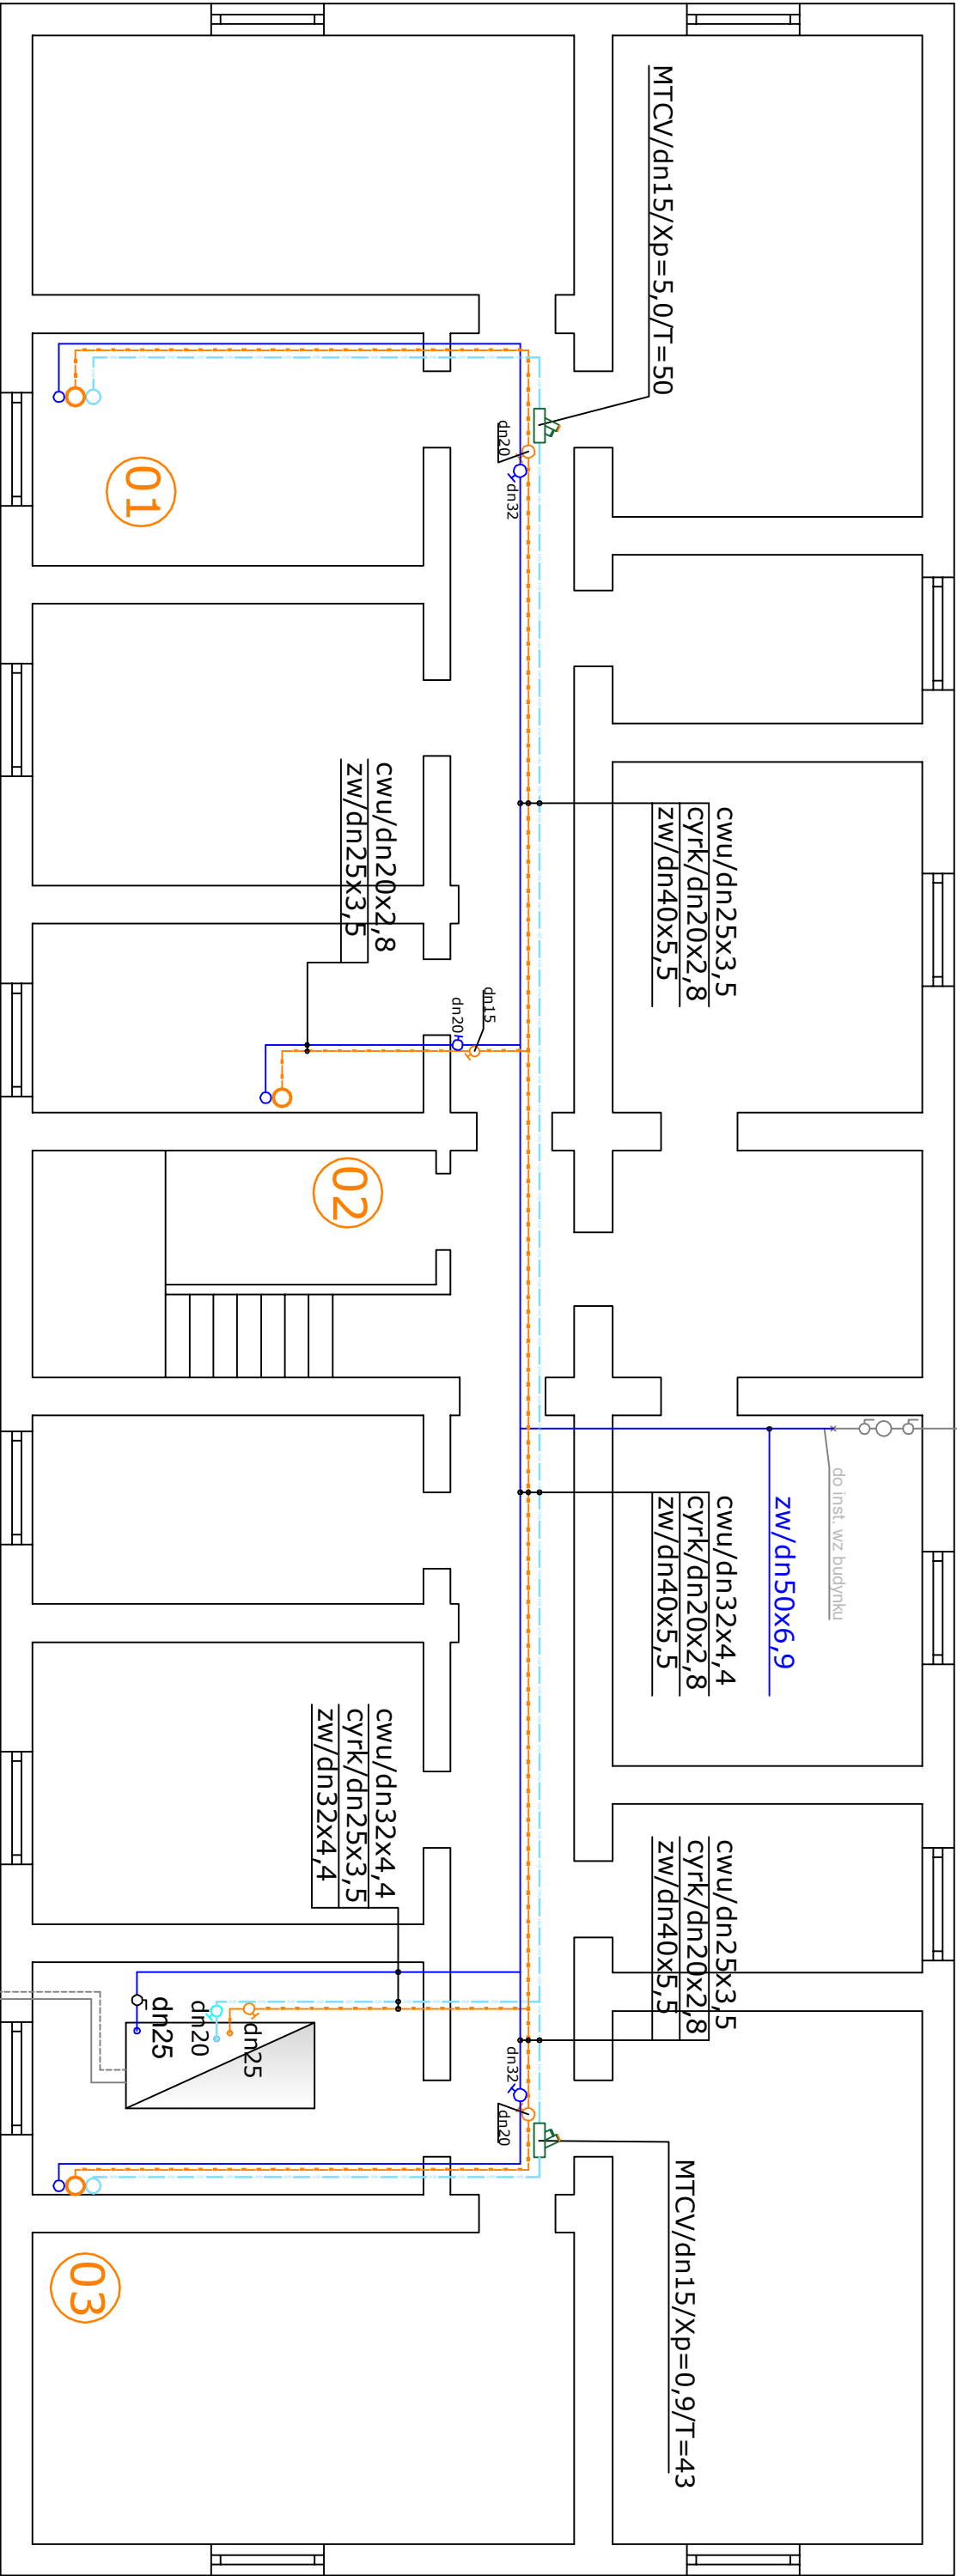 MTCV/dn15/Xp=5,0/T=50
dn20
dn32
01
cwu/dn25x3,5
cyrk/dn20x2,8
zw/dn40x5,5
cwu/dn20x2,8
zw/dn25x3,5
dn15
dn20
02
do inst. wz budynku
zw/dn50x6,9
cwu/dn32x4,4
cyrk/dn20x2,8
zw/dn40x5,5
cwu/dn32x4,4
cyrk/dn25x3,5
zw/dn32x4,4
cwu/dn25x3,5
cyrk/dn20x2,8
zw/dn40x5,5
dn25
dn20
dn25
dn32
dn20
MTCV/dn15/Xp=0,9/T=43
03